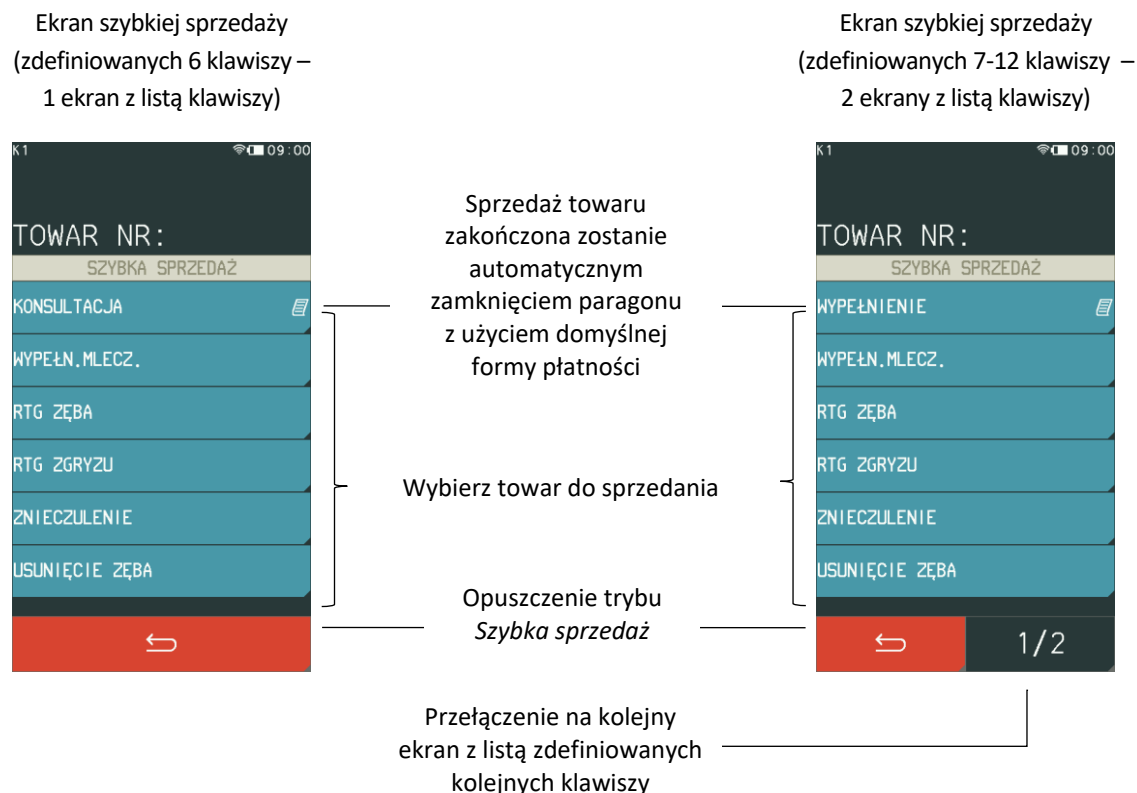 Ekran szybkiej sprzedaży
(zdefiniowanych 6 klawiszy –
1 ekran z listą klawiszy)
Ekran szybkiej sprzedaży
(zdefiniowanych 7-12 klawiszy –
2 ekrany z listą klawiszy)
K1 09:00
TOWAR NR:
SZYBKA SPRZEDAŻ
KONSULTACJA
WYPEŁN.MLECZ.
RTG ZĘBA
RTG ZGRYZU
ZNIECZULENIE
USUNIĘCIE ZĘBA
Sprzedaż towaru
zakończona zostanie
automatycznym
zamknięciem paragonu
z użyciem domyślnej
formy płatności
Wybierz towar do sprzedania
Opuszczenie trybu
Szybka sprzedaż
Przełączenie na kolejny
ekran z listą zdefiniowanych
kolejnych klawiszy
K1 09:00
TOWAR NR:
SZYBKA SPRZEDAŻ
WYPEŁNIENIE
WYPEŁN.MLECZ.
RTG ZĘBA
RTG ZGRYZU
ZNIECZULENIE
USUNIĘCIE ZĘBA
1/2